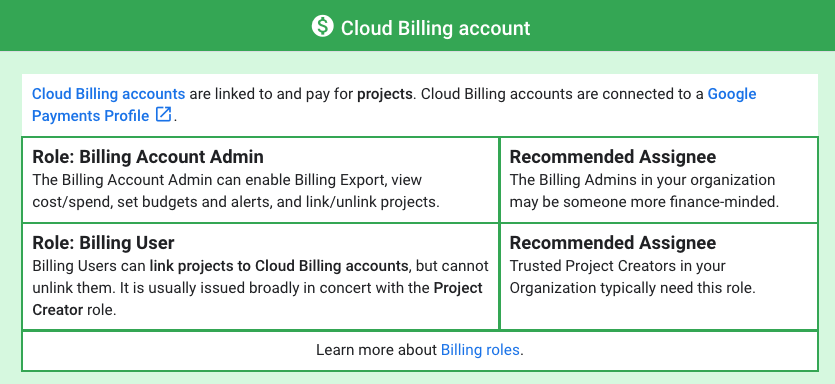 Cloud Billing account
Cloud Billing accounts are linked to and pay for projects. Cloud Billing accounts are connected to a Google
Payments Profile.
Role: Billing Account Admin
The Billing Account Admin can enable Billing Export, view
cost/spend, set budgets and alerts, and link/unlink projects.
Recommended Assignee
The Billing Admins in your organization
may be someone more finance-minded.
Role: Billing User
Billing Users can link projects to Cloud Billing accounts, but cannot
unlink them. It is usually issued broadly in concert with the Project
Creator role.
Recommended Assignee
Trusted Project Creators in your
Organization typically need this role.
Learn more about Billing roles.